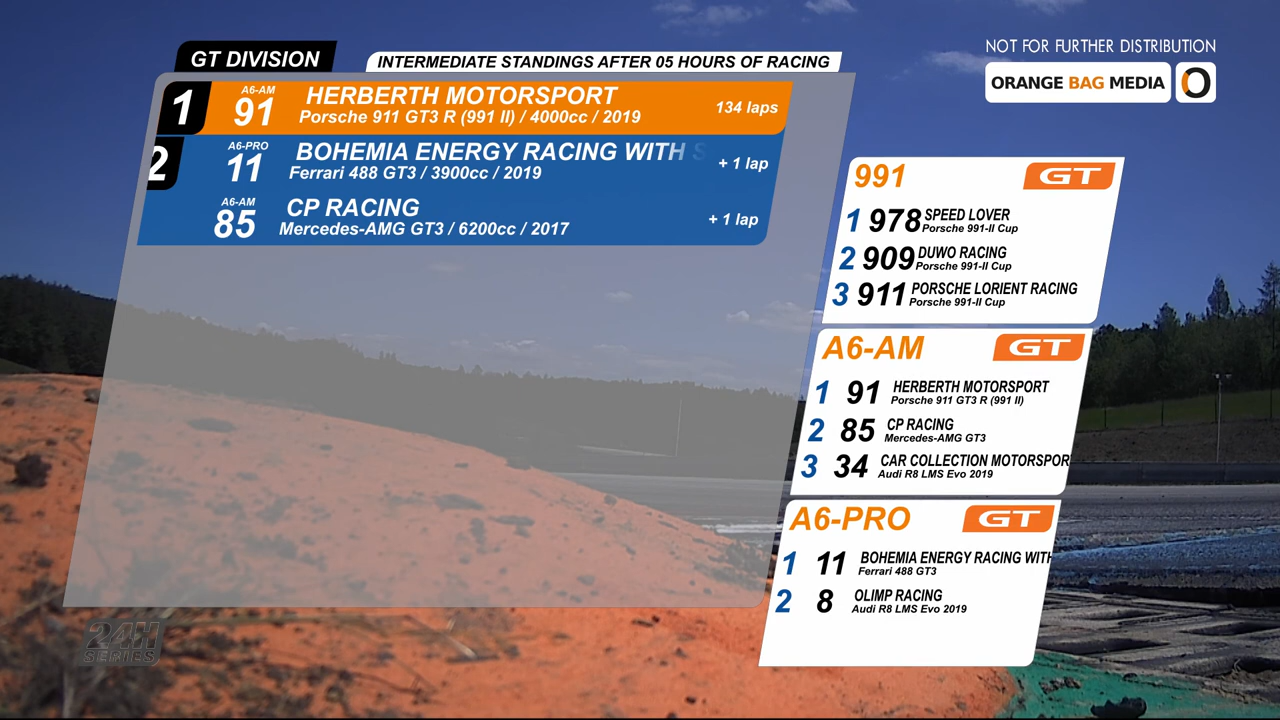 GT DIVISION
INTERMEDIATE STANDINGS AFTER 05 HOURS OF RACING
NOT FOR FURTHER DISTRIBUTION
ORANGE BAG MEDIA
1
A6-AM
91
HERBERTH MOTORSPORT
Porsche 911 GT3 R (991 II) / 4000cc / 2019
134 laps
2
A6-PRO
11
BOHEMIA ENERGY RACING WITH S
Ferrari 488 GT3 / 3900cc / 2019
+ 1 lap
A6-AM
85
CP RACING
Mercedes-AMG GT3 / 6200cc / 2017
+ 1 lap
991
GT
1 978 SPEED LOVER
Porsche 991-II Cup
2 909 DUWO RACING
Porsche 991-II Cup
3 911 PORSCHE LORIENT RACING
Porsche 991-II Cup
A6-AM
GT
1 91 HERBERTH MOTORSPORT
Porsche 911 GT3 R (991 II)
2 85 CP RACING
Mercedes-AMG GT3
3 34 CAR COLLECTION MOTORSPOR
Audi R8 LMS Evo 2019
A6-PRO
GT
1 11 BOHEMIA ENERGY RACING WITH
Ferrari 488 GT3
2 8 OLIMP RACING
Audi R8 LMS Evo 2019
24H
SERIES